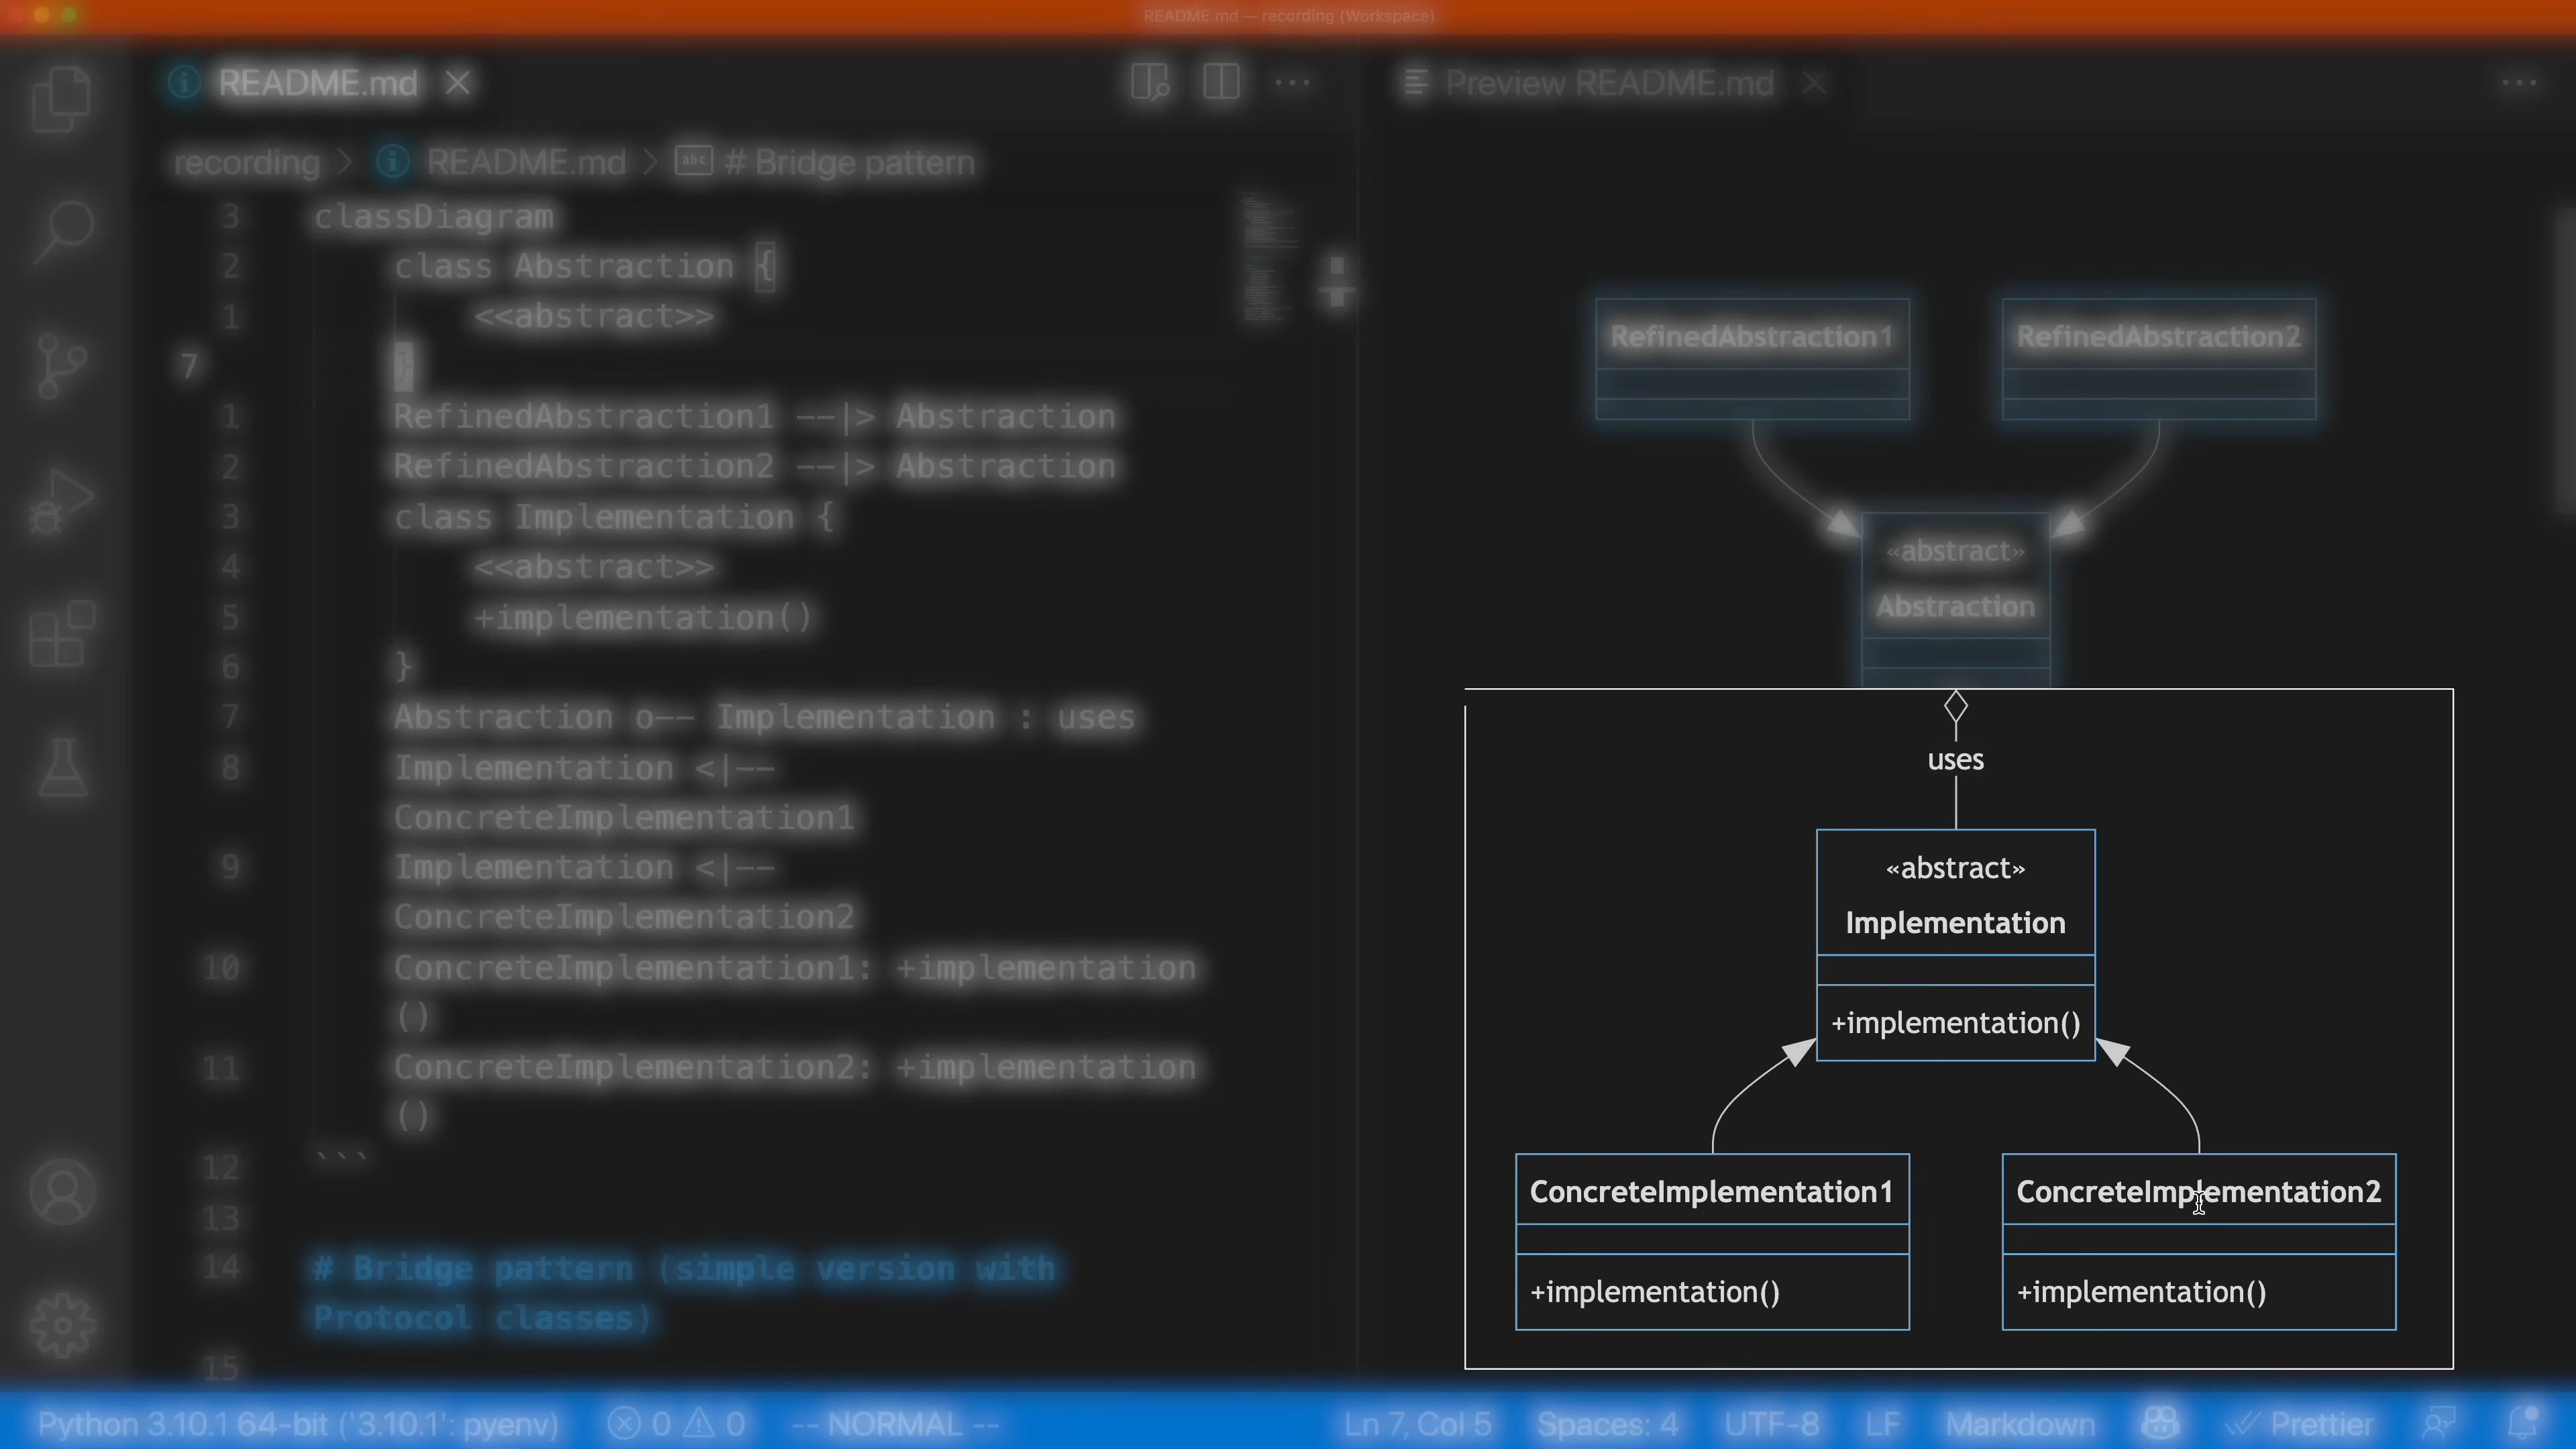 README.md — recording (Workspace)
README.md
Preview README.md
recording > README.md > # Bridge pattern
3 classDiagram
2 class Abstraction {
1 <<abstract>>
7 }
1 RefinedAbstraction1 --|> Abstraction
2 RefinedAbstraction2 --|> Abstraction
3 class Implementation {
4 <<abstract>>
5 +implementation()
6 }
7 Abstraction o-- Implementation : uses
8 Implementation <|--
ConcreteImplementation1
9 Implementation <|--
ConcreteImplementation2
10 ConcreteImplementation1: +implementation
()
11 ConcreteImplementation2: +implementation
()
12 ```
13
14 # Bridge pattern (simple version with
Protocol classes)
15
RefinedAbstraction1
RefinedAbstraction2
«abstract»
Abstraction
uses
«abstract»
Implementation
+implementation()
ConcreteImplementation1
+implementation()
ConcreteImplementation2
+implementation()
Python 3.10.1 64-bit ('3.10.1': pyenv) 0 0 -- NORMAL -- Ln 7, Col 5 Spaces: 4 UTF-8 LF Markdown Prettier